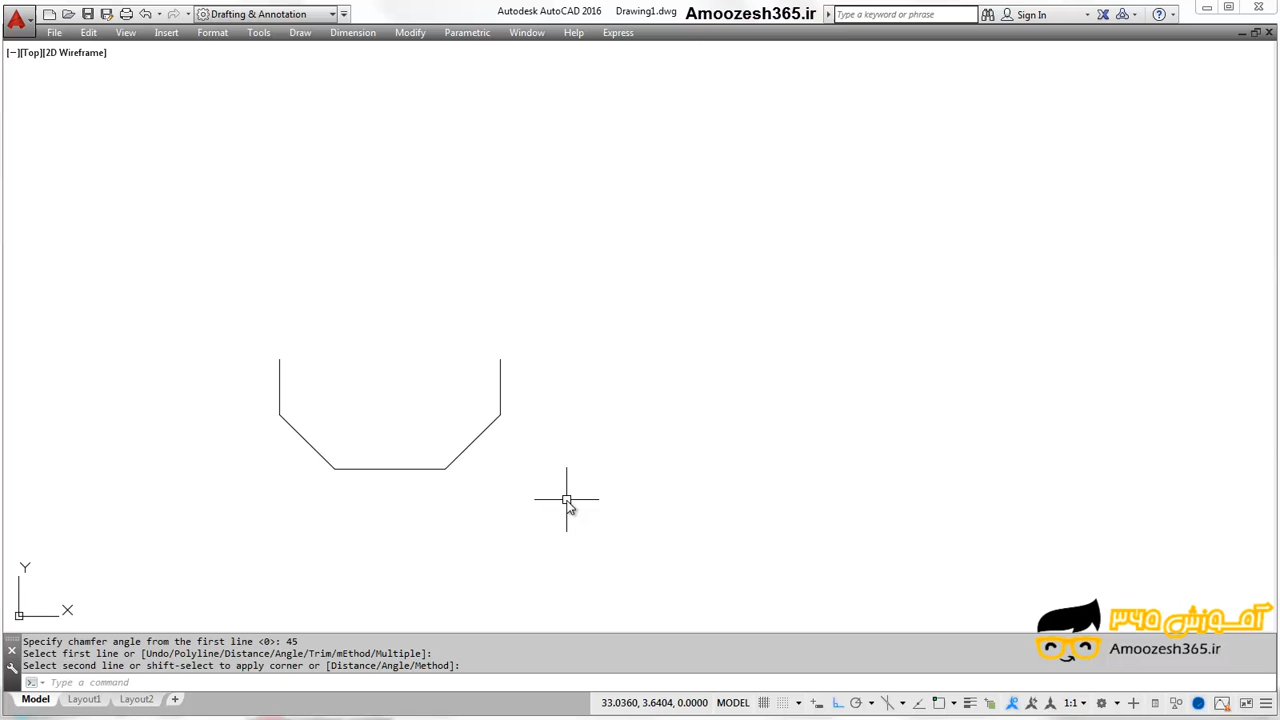 Drafting & Annotation
Autodesk AutoCAD 2016 Drawing1.dwg
Amoozesh365.ir
Type a keyword or phrase
Sign In
File Edit View Insert Format Tools Draw Dimension Modify Parametric Window Help Express
[−][Top][2D Wireframe]
Y
X
آموزش ۳۶۵
Amoozesh365.ir
Specify chamfer angle from the first line <0>: 45
Select first line or [Undo/Polyline/Distance/Angle/Trim/mEthod/Multiple]:
Select second line or shift-select to apply corner or [Distance/Angle/Method]:
Type a command
Model Layout1 Layout2 +
33.0360, 3.6404, 0.0000 MODEL 1:1